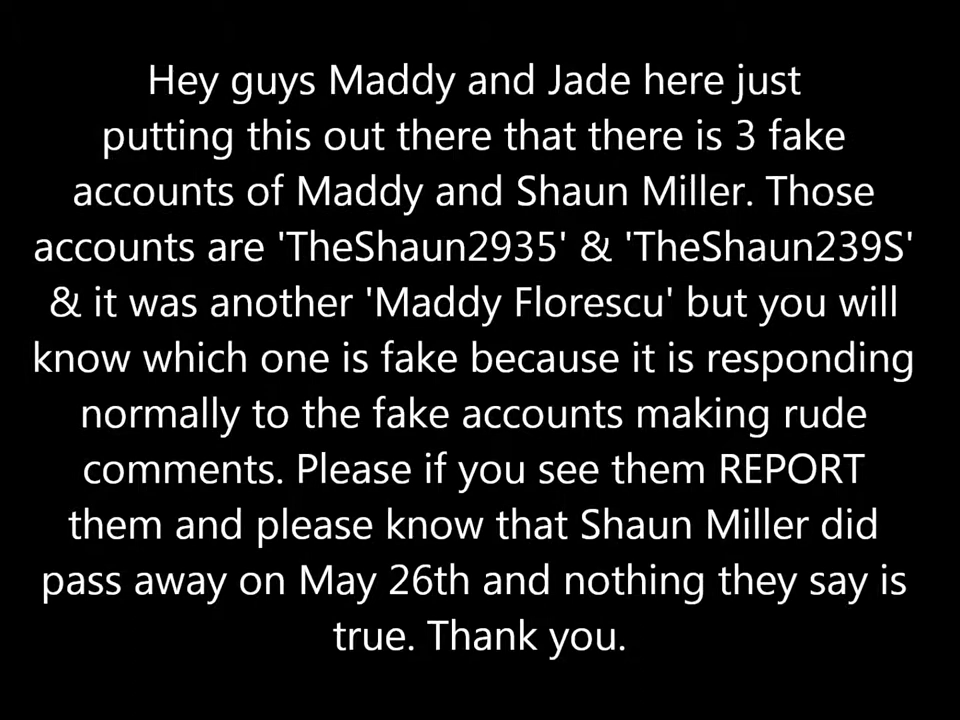 Hey guys Maddy and Jade here just
putting this out there that there is 3 fake
accounts of Maddy and Shaun Miller. Those
accounts are 'TheShaun2935' & 'TheShaun239S'
& it was another 'Maddy Florescu' but you will
know which one is fake because it is responding
normally to the fake accounts making rude
comments. Please if you see them REPORT
them and please know that Shaun Miller did
pass away on May 26th and nothing they say is
true. Thank you.